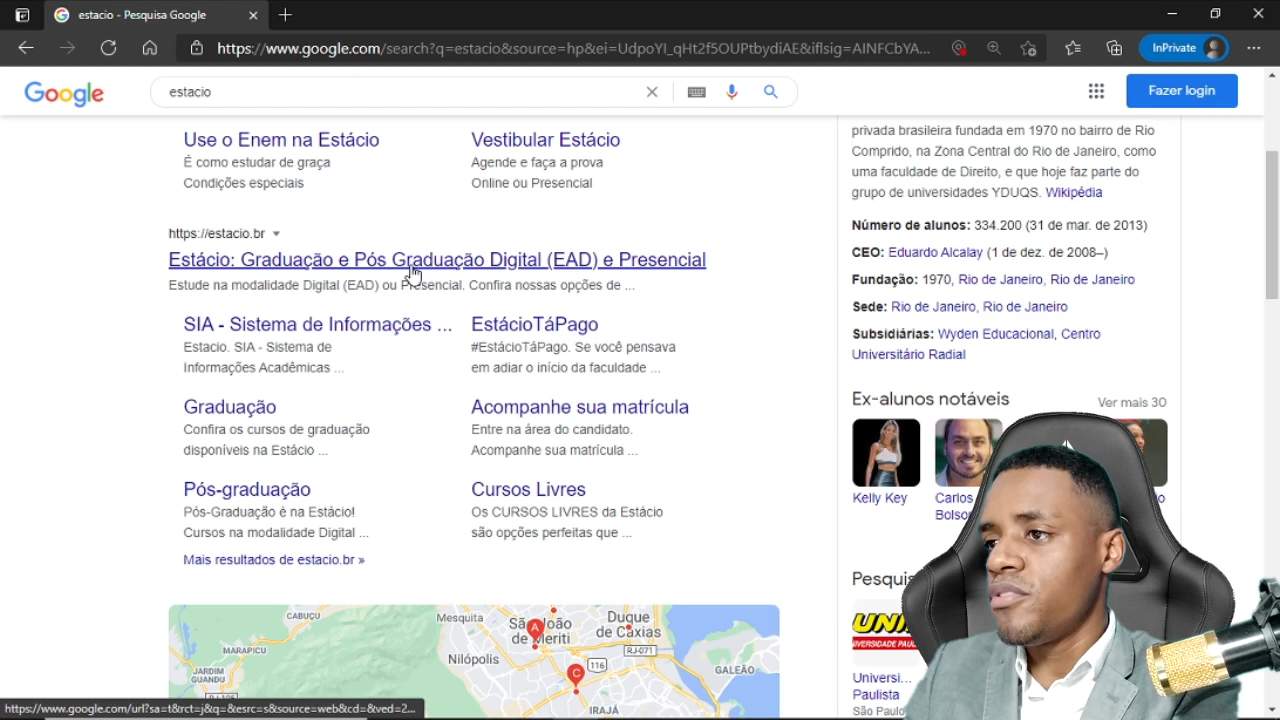 estacio - Pesquisa Google
https://www.google.com/search?q=estacio&source=hp&ei=UdpoYI_qHt2f5OUPtbydiAE&iflsig=AINFCbYA...
InPrivate
Google
estacio
Fazer login
Use o Enem na Estácio
É como estudar de graça
Condições especiais
Vestibular Estácio
Agende e faça a prova
Online ou Presencial
https://estacio.br
Estácio: Graduação e Pós Graduação Digital (EAD) e Presencial
Estude na modalidade Digital (EAD) ou Presencial. Confira nossas opções de ...
SIA - Sistema de Informações ...
Estacio. SIA - Sistema de
Informações Acadêmicas ...
EstácioTáPago
#EstácioTáPago. Se você pensava
em adiar o início da faculdade ...
Graduação
Confira os cursos de graduação
disponíveis na Estácio ...
Acompanhe sua matrícula
Entre na área do candidato.
Acompanhe sua matrícula ...
Pós-graduação
Pós-Graduação é na Estácio!
Cursos na modalidade Digital ...
Cursos Livres
Os CURSOS LIVRES da Estácio
são opções perfeitas que ...
Mais resultados de estacio.br »
CABUÇU
MARAPICU
JARDIM
GUANDU
Mesquita
Nilópolis
São João
de Meriti
A
Duque
de Caxias
RJ-071
116
C
GALEÃO
IRAJÁ
privada brasileira fundada em 1970 no bairro de Rio
Comprido, na Zona Central do Rio de Janeiro, como
uma faculdade de Direito, e que hoje faz parte do
grupo de universidades YDUQS. Wikipédia
Número de alunos: 334.200 (31 de mar. de 2013)
CEO: Eduardo Alcalay (1 de dez. de 2008–)
Fundação: 1970, Rio de Janeiro, Rio de Janeiro
Sede: Rio de Janeiro, Rio de Janeiro
Subsidiárias: Wyden Educacional, Centro
Universitário Radial
Ex-alunos notáveis
Ver mais 30
Kelly Key
Carlos
Bolson
Pesquis
UNI
UNIVERSIDADE PAUL
Universi...
Paulista
São Paulo
https://www.google.com/url?sa=t&rct=j&q=&esrc=s&source=web&cd=&ved=2...